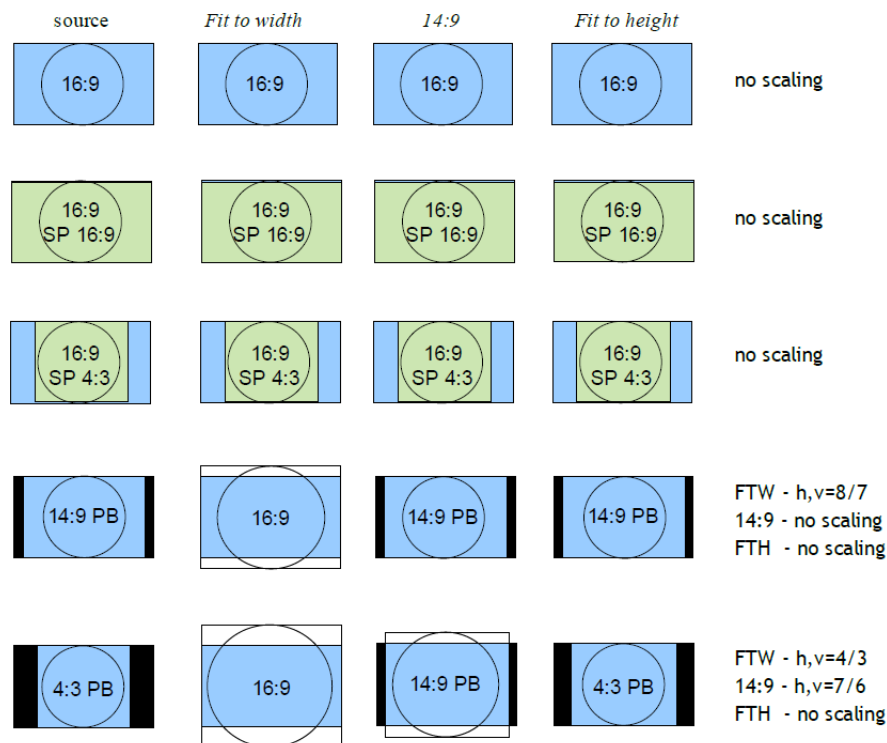 source Fit to width 14:9 Fit to height
16:9 16:9 16:9 16:9 no scaling
16:9 16:9 16:9 16:9
SP 16:9 SP 16:9 SP 16:9 SP 16:9 no scaling
16:9 16:9 16:9 16:9
SP 4:3 SP 4:3 SP 4:3 SP 4:3 no scaling
14:9 PB 16:9 14:9 PB 14:9 PB
FTW - h,v=8/7
14:9 - no scaling
FTH - no scaling
4:3 PB 16:9 14:9 PB 4:3 PB
FTW - h,v=4/3
14:9 - h,v=7/6
FTH - no scaling